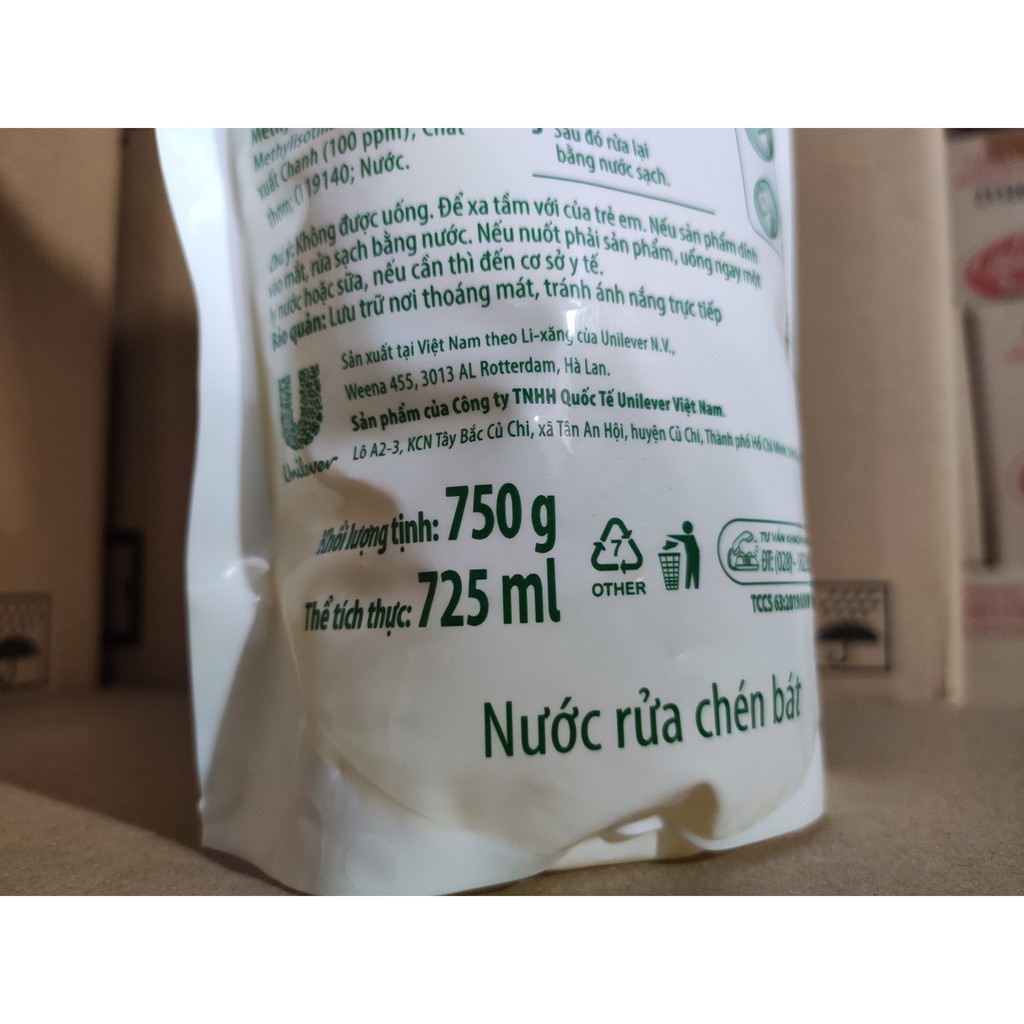 Methylisothi
xuất Chanh (100 ppm), Chất
thơm; CI 19140; Nước.
Sau đó rửa lại
bằng nước sạch.
Chú ý: Không được uống. Để xa tầm với của trẻ em. Nếu sản phẩm dính
vào mắt, rửa sạch bằng nước. Nếu nuốt phải sản phẩm, uống ngay một
ly nước hoặc sữa, nếu cần thì đến cơ sở y tế.
Bảo quản: Lưu trữ nơi thoáng mát, tránh ánh nắng trực tiếp
Sản xuất tại Việt Nam theo Li-xăng của Unilever N.V.,
Weena 455, 3013 AL Rotterdam, Hà Lan.
Sản phẩm của Công ty TNHH Quốc Tế Unilever Việt Nam.
Lô A2-3, KCN Tây Bắc Củ Chi, xã Tân An Hội, huyện Củ Chi, Thành phố Hồ Chí Minh,
Unilever
Khối lượng tịnh: 750 g
Thể tích thực: 725 ml
7
OTHER
TƯ VẤN KHÁCH
ĐT: (028) -
TCCS 63:2019/
Nước rửa chén bát